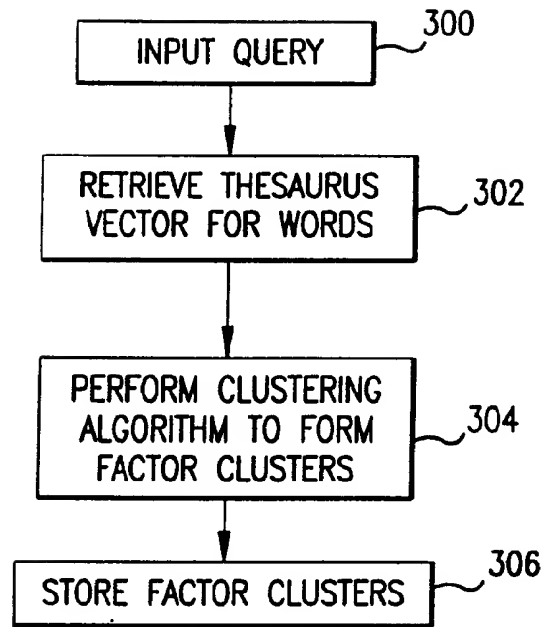 INPUT QUERY
300
RETRIEVE THESAURUS
VECTOR FOR WORDS
302
PERFORM CLUSTERING
ALGORITHM TO FORM
FACTOR CLUSTERS
304
STORE FACTOR CLUSTERS
306